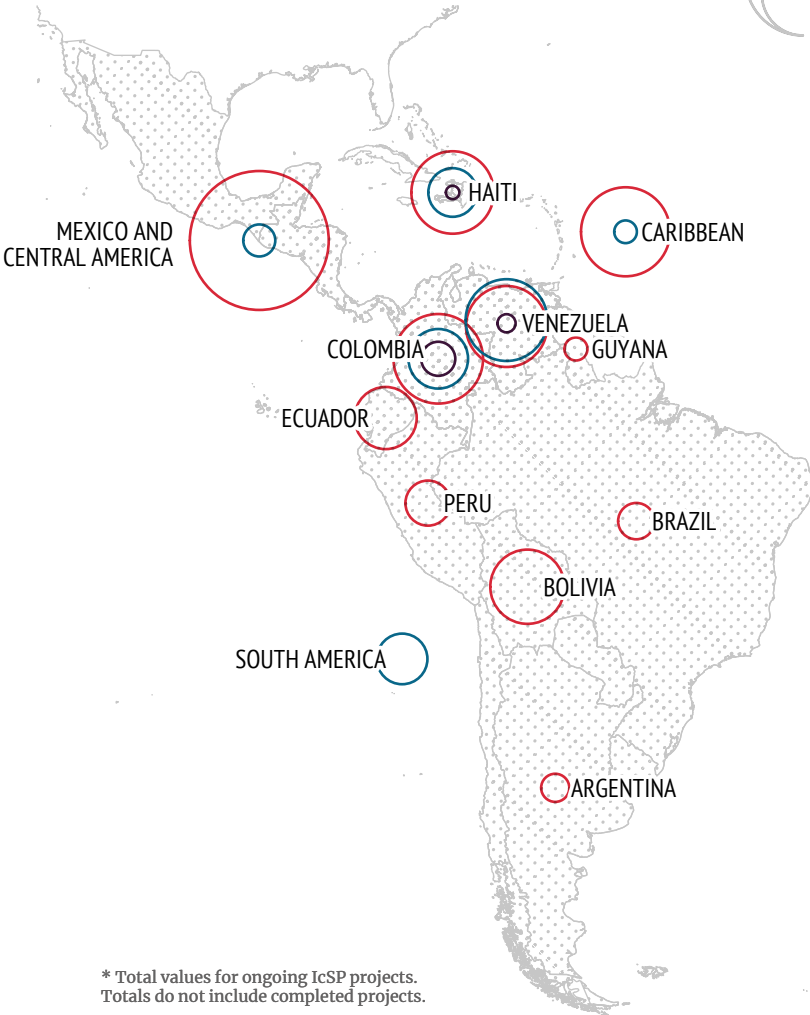 HAITI
MEXICO AND
CENTRAL AMERICA
CARIBBEAN
VENEZUELA
COLOMBIA
GUYANA
ECUADOR
PERU
BRAZIL
BOLIVIA
SOUTH AMERICA
ARGENTINA
* Total values for ongoing IcSP projects.
Totals do not include completed projects.